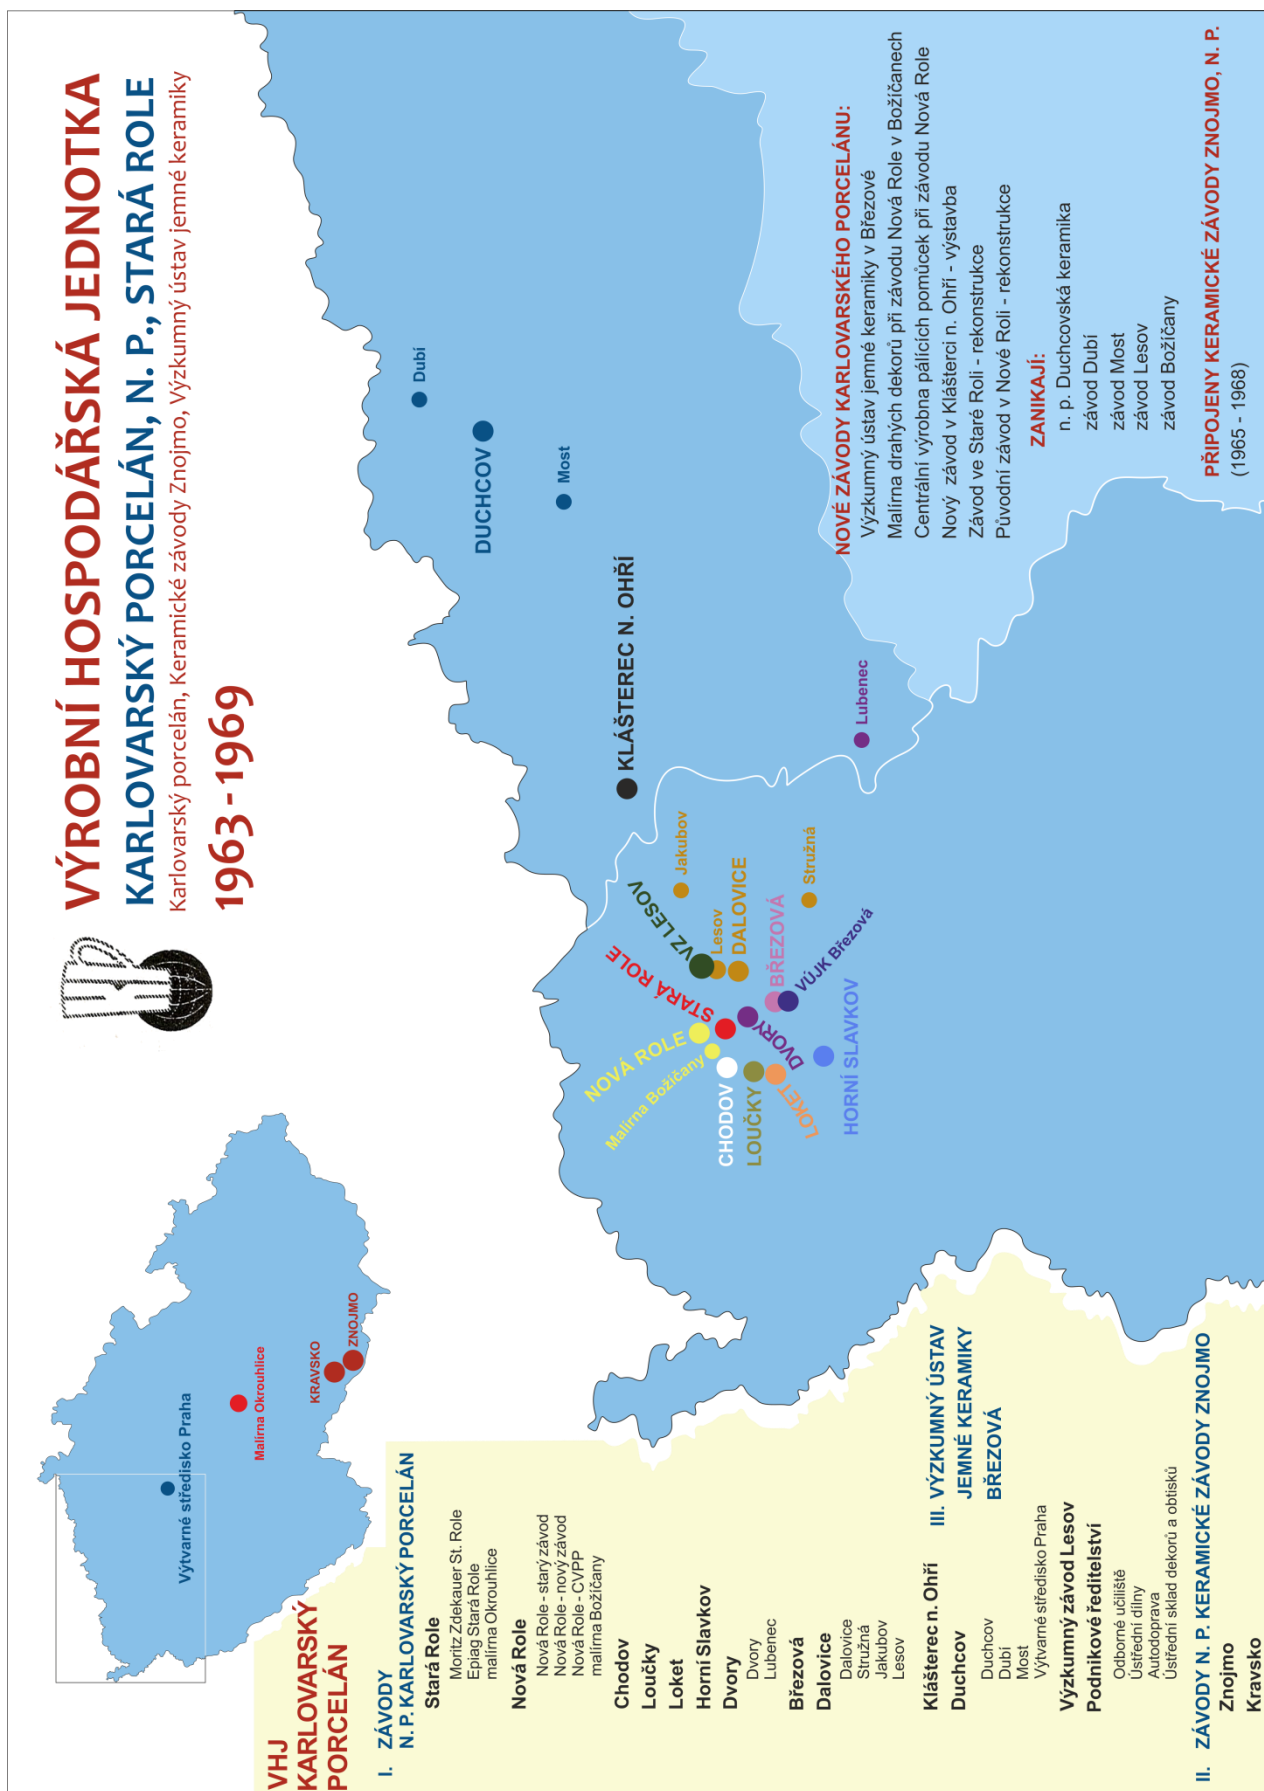 VÝROBNÍ HOSPODÁŘSKÁ JEDNOTKA
KARLOVARSKÝ PORCELÁN, N. P., STARÁ ROLE
Karlovarský porcelán, Keramické závody Znojmo, Výzkumný ústav jemné keramiky
1963 - 1969
Výtvarné středisko Praha
Malírna Okrouhlice
KRAVSKO
ZNOJMO
VHJ
KARLOVARSKÝ
PORCELÁN
I. ZÁVODY
N. P. KARLOVARSKÝ PORCELÁN
Stará Role
Moritz Zdekauer St. Role
Epiag Stará Role
malírna Okrouhlice
Nová Role
Nová Role - starý závod
Nová Role - nový závod
Nová Role - CVPP
malírna Božíčany
Chodov
Loučky
Loket
Horní Slavkov
Dvory
Dvory
Lubenec
Březová
Dalovice
Dalovice
Stružná
Jakubov
Lesov
Klášterec n. Ohří
Duchcov
Duchcov
Dubí
Most
Výtvarné středisko Praha
Výzkumný závod Lesov
Podnikové ředitelství
Odborné učiliště
Ústřední dílny
Autodoprava
Ústřední sklad dekorů a obtisků
II. ZÁVODY N. P. KERAMICKÉ ZÁVODY ZNOJMO
Znojmo
Kravsko
III. VÝZKUMNÝ ÚSTAV
JEMNÉ KERAMIKY
BŘEZOVÁ
Dubí
DUCHCOV
Most
KLÁŠTEREC N. OHŘÍ
Lubenec
Jakubov
VZ LESOV
Lesov
DALOVICE
Stružná
STARÁ ROLE
BŘEZOVÁ
VÚJK Březová
NOVÁ ROLE
Malírna Božíčany
DVORY
CHODOV
LOUČKY
LOKET
HORNÍ SLAVKOV
NOVÉ ZÁVODY KARLOVARSKÉHO PORCELÁNU:
Výzkumný ústav jemné keramiky v Březové
Malírna drahých dekorů při závodu Nová Role v Božíčanech
Centrální výrobna pálících pomůcek při závodu Nová Role
Nový závod v Klášterci n. Ohří - výstavba
Závod ve Staré Roli - rekonstrukce
Původní závod v Nové Roli - rekonstrukce
ZANIKAJÍ:
n. p. Duchcovská keramika
závod Dubí
závod Most
závod Lesov
závod Božíčany
PŘIPOJENY KERAMICKÉ ZÁVODY ZNOJMO, N. P.
(1965 - 1968)